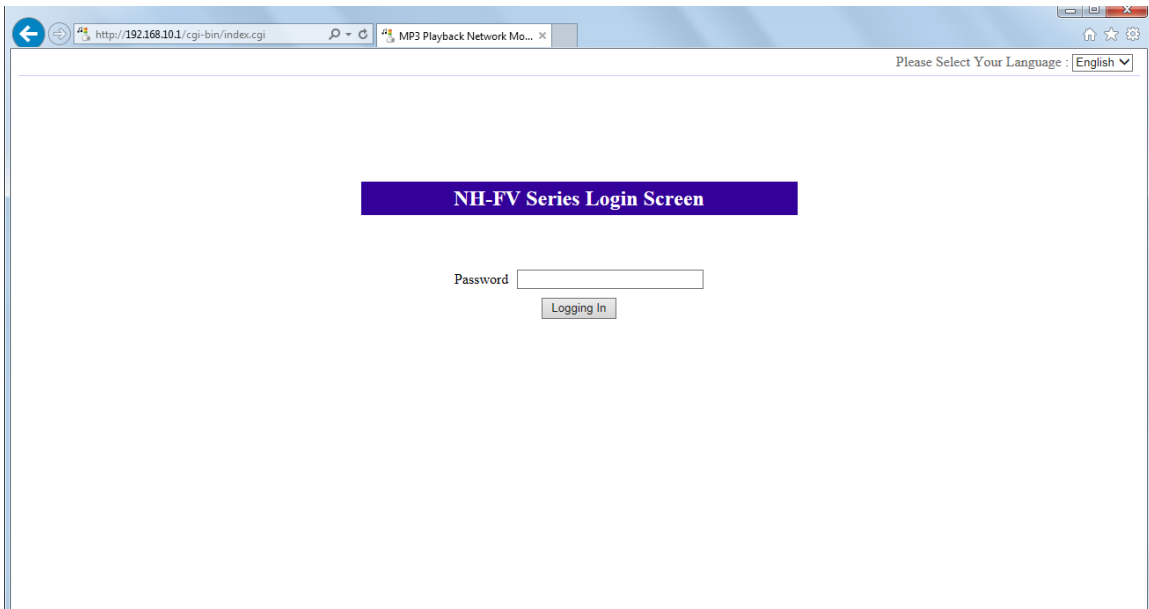 http://192.168.10.1/cgi-bin/index.cgi
MP3 Playback Network Mo...
Please Select Your Language : English
NH-FV Series Login Screen
Password
Logging In